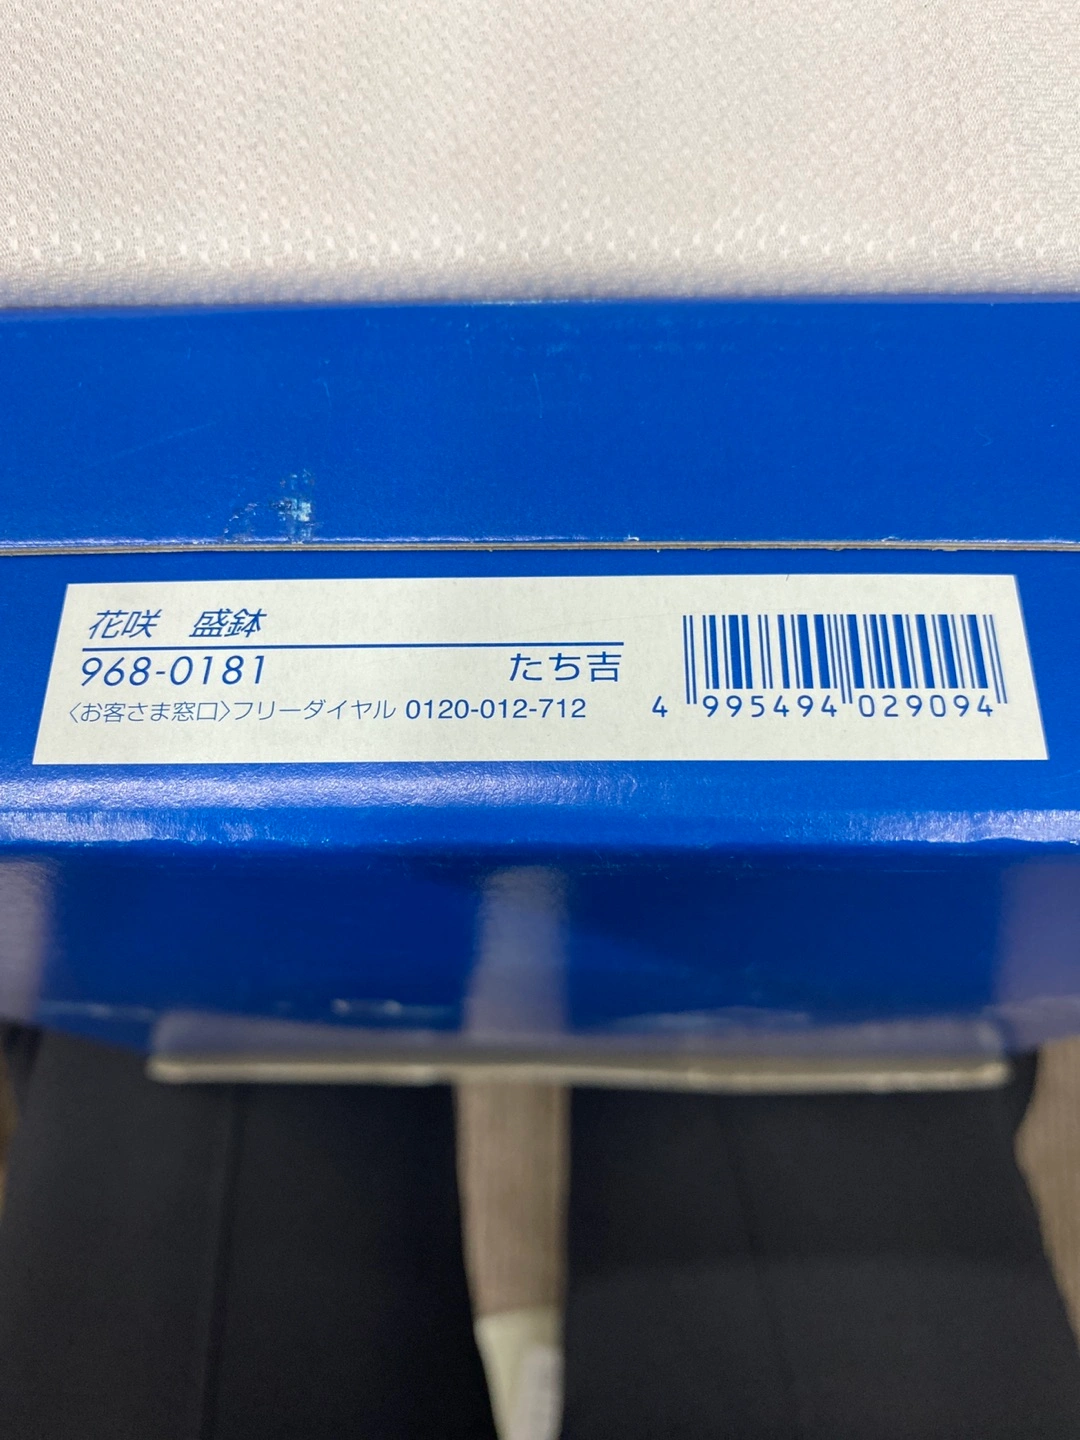 花咲　盛鉢
968-0181 たち吉
〈お客さま窓口〉フリーダイヤル 0120-012-712
4 995494 029094